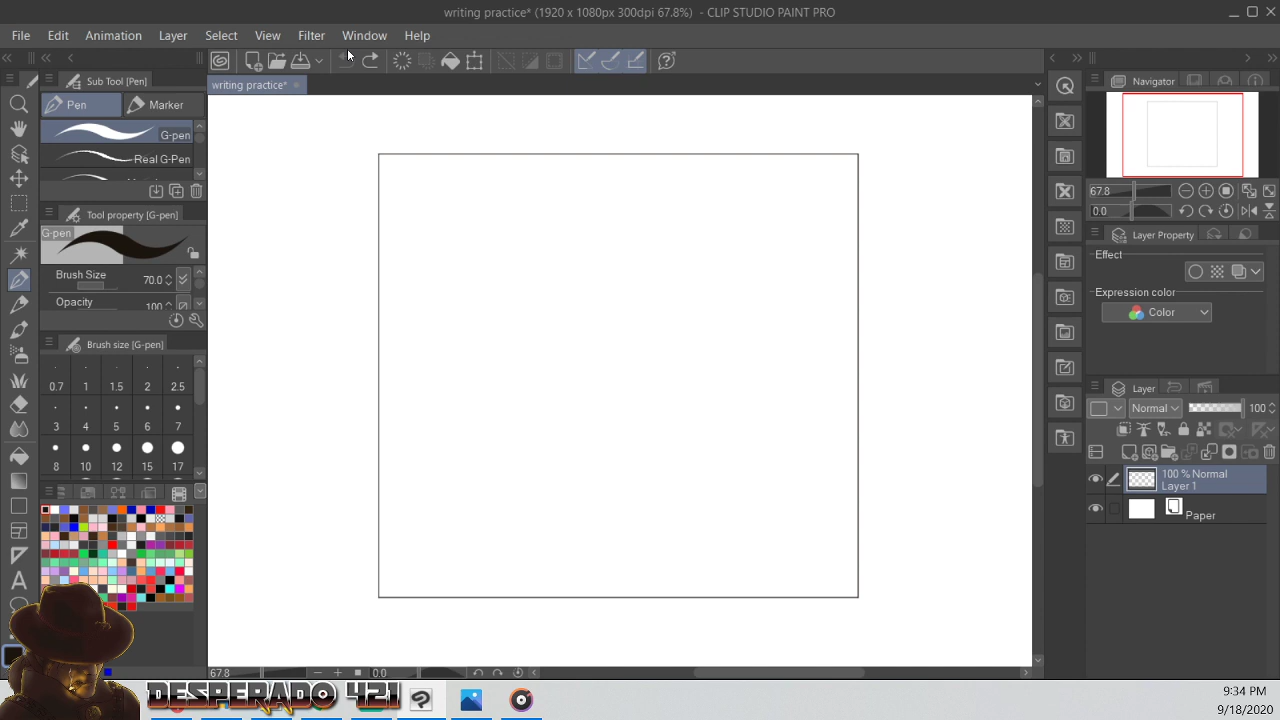 writing practice* (1920 x 1080px 300dpi 67.8%) - CLIP STUDIO PAINT PRO
File Edit Animation Layer Select View Filter Window Help
Sub Tool [Pen]
writing practice*
Navigator
Pen Marker
G-pen
Real G-Pen
67.8
0.0
Tool property [G-pen]
G-pen
Layer Property
Effect
Brush Size 70.0
Opacity 100
Expression color
Color
Brush size [G-pen]
0.7 1 1.5 2 2.5
3 4 5 6 7
8 10 12 15 17
Layer
Normal 100
100 % Normal
Layer 1
Paper
A
67.8 0.0
DESPERADO 421
9:34 PM
9/18/2020